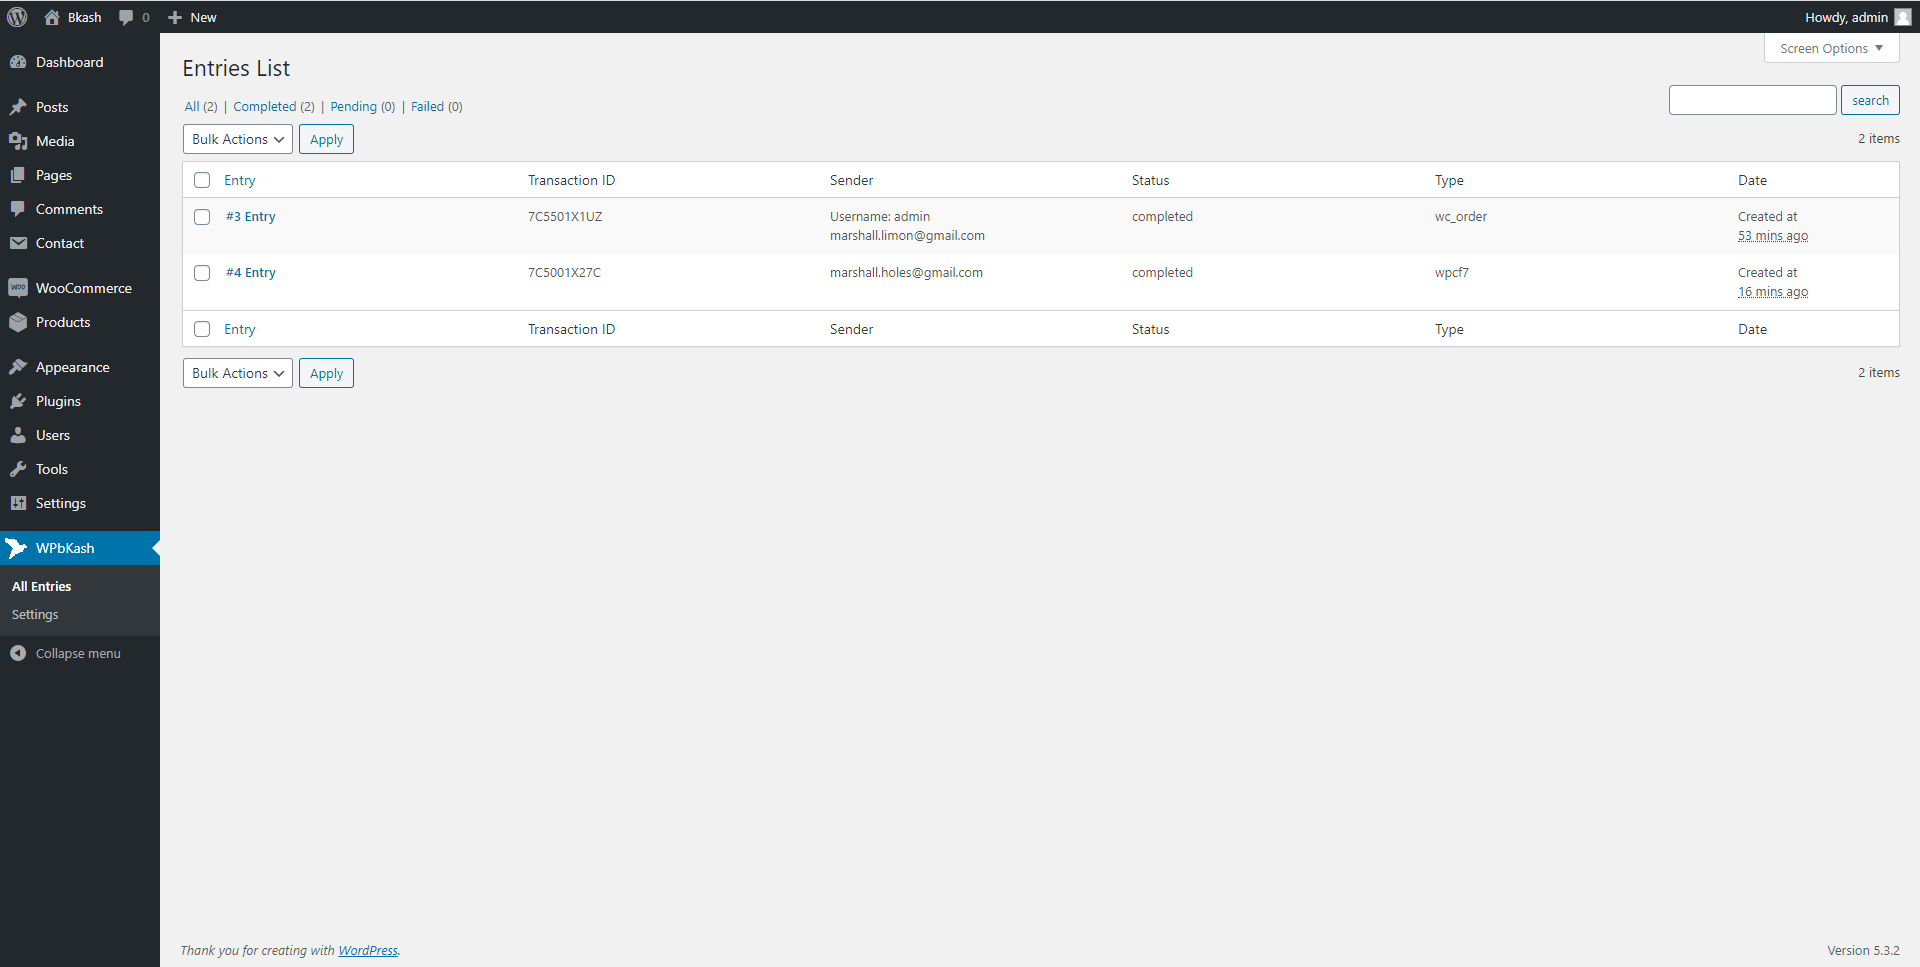 Bkash 0 New Howdy, admin
Screen Options
Dashboard
Posts
Media
Pages
Comments
Contact
WooCommerce
Products
Appearance
Plugins
Users
Tools
Settings
WPbKash
All Entries
Settings
Collapse menu
Entries List
All (2) | Completed (2) | Pending (0) | Failed (0)
search
Bulk Actions Apply 2 items
Entry Transaction ID Sender Status Type Date
#3 Entry 7C5501X1UZ Username: admin completed wc_order Created at
marshall.limon@gmail.com 53 mins ago
#4 Entry 7C5001X27C marshall.holes@gmail.com completed wpcf7 Created at
16 mins ago
Entry Transaction ID Sender Status Type Date
Bulk Actions Apply 2 items
Thank you for creating with WordPress. Version 5.3.2